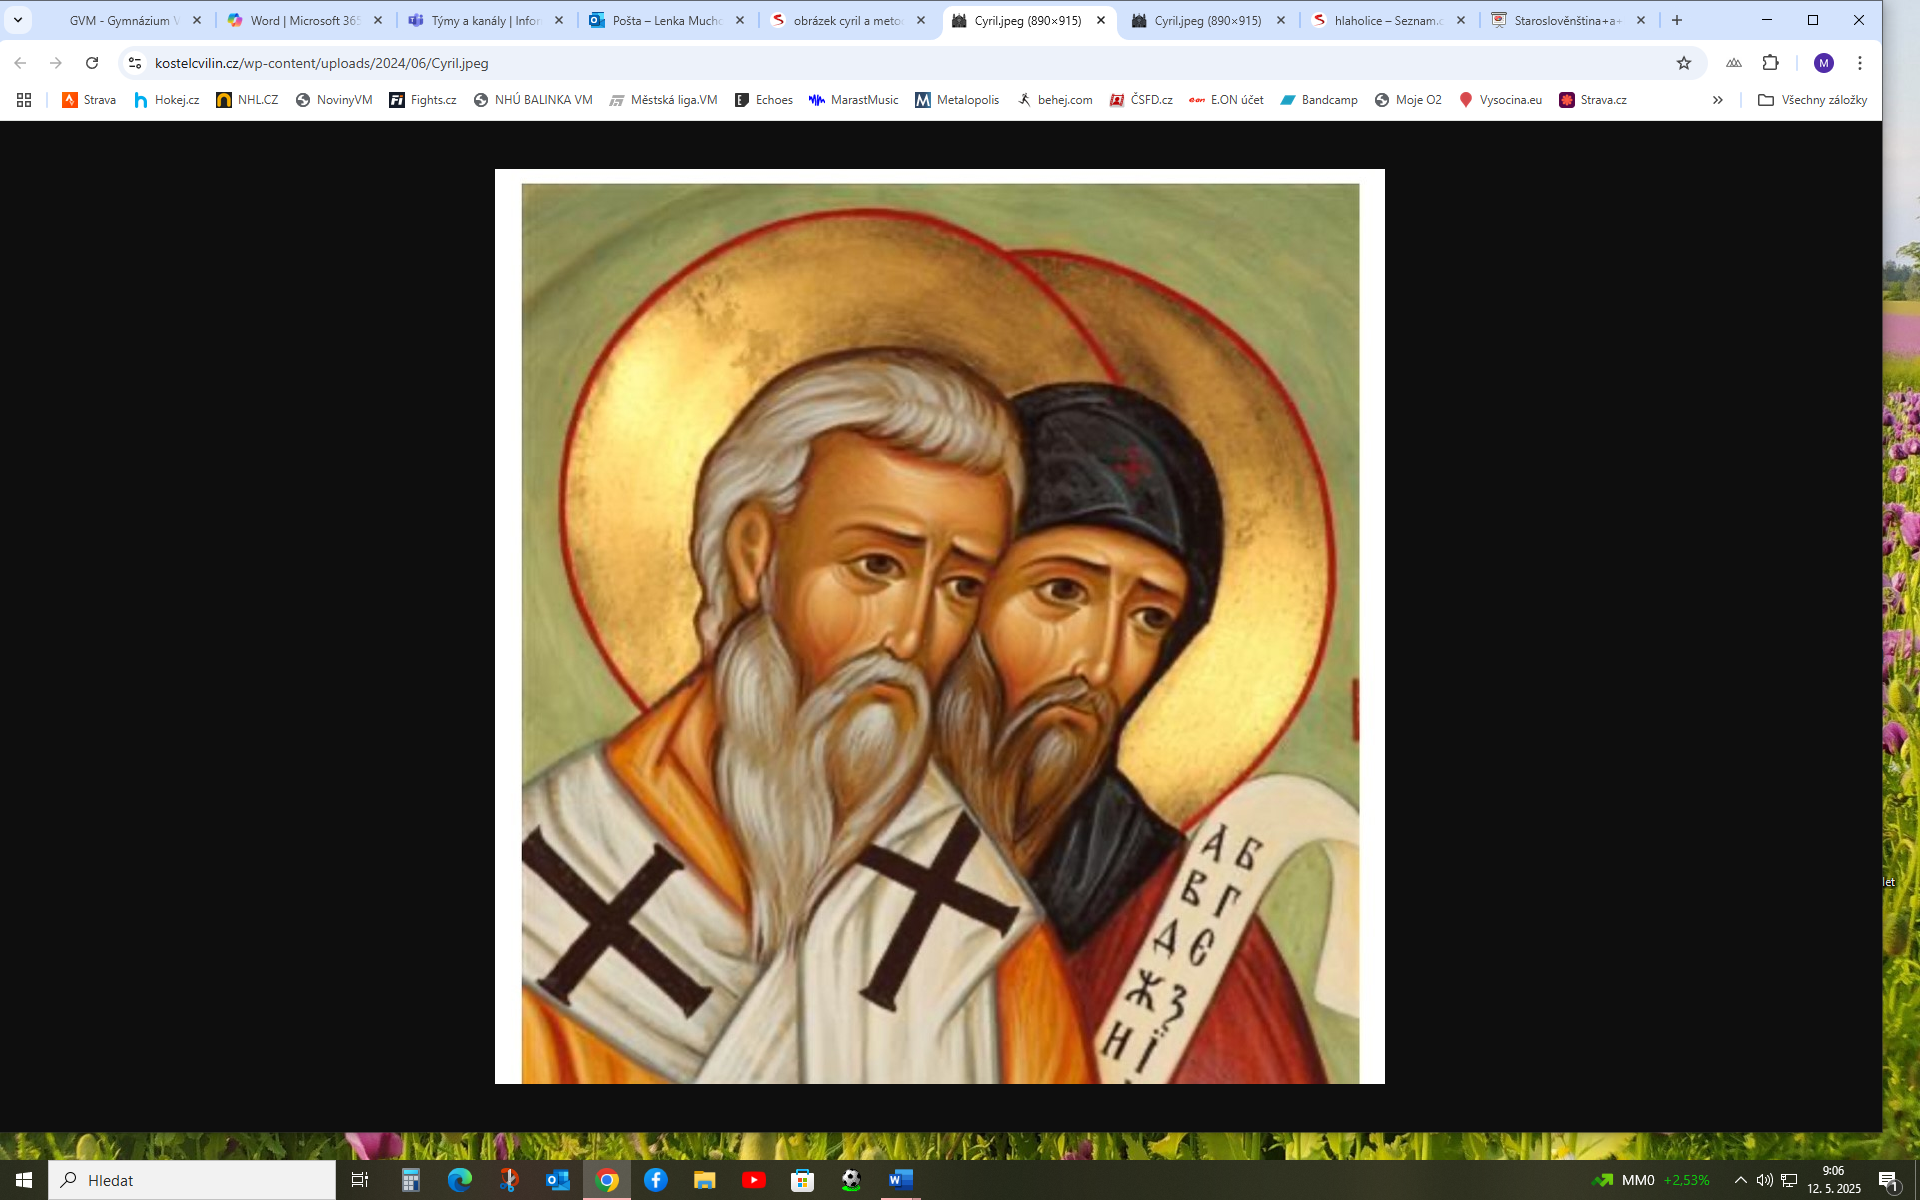 GVM - Gymnázium V
Word | Microsoft 365
Týmy a kanály | Infor
Pošta – Lenka Mucho
obrázek cyril a metod
Cyril.jpeg (890×915)
Cyril.jpeg (890×915)
hlaholice – Seznam.c
Staroslověnština+a+
kostelcvilin.cz/wp-content/uploads/2024/06/Cyril.jpeg
M
Strava
Hokej.cz
NHL.CZ
NovinyVM
Fights.cz
NHÚ BALINKA VM
Městská liga.VM
Echoes
MarastMusic
Metalopolis
behej.com
ČSFD.cz
E.ON účet
Bandcamp
Moje O2
Vysocina.eu
Strava.cz
Všechny záložky
А Б
В Г
Д Є
Ж З
Н Ї
let
Hledat
MM0 +2,53%
9:06
12. 5. 2025
1